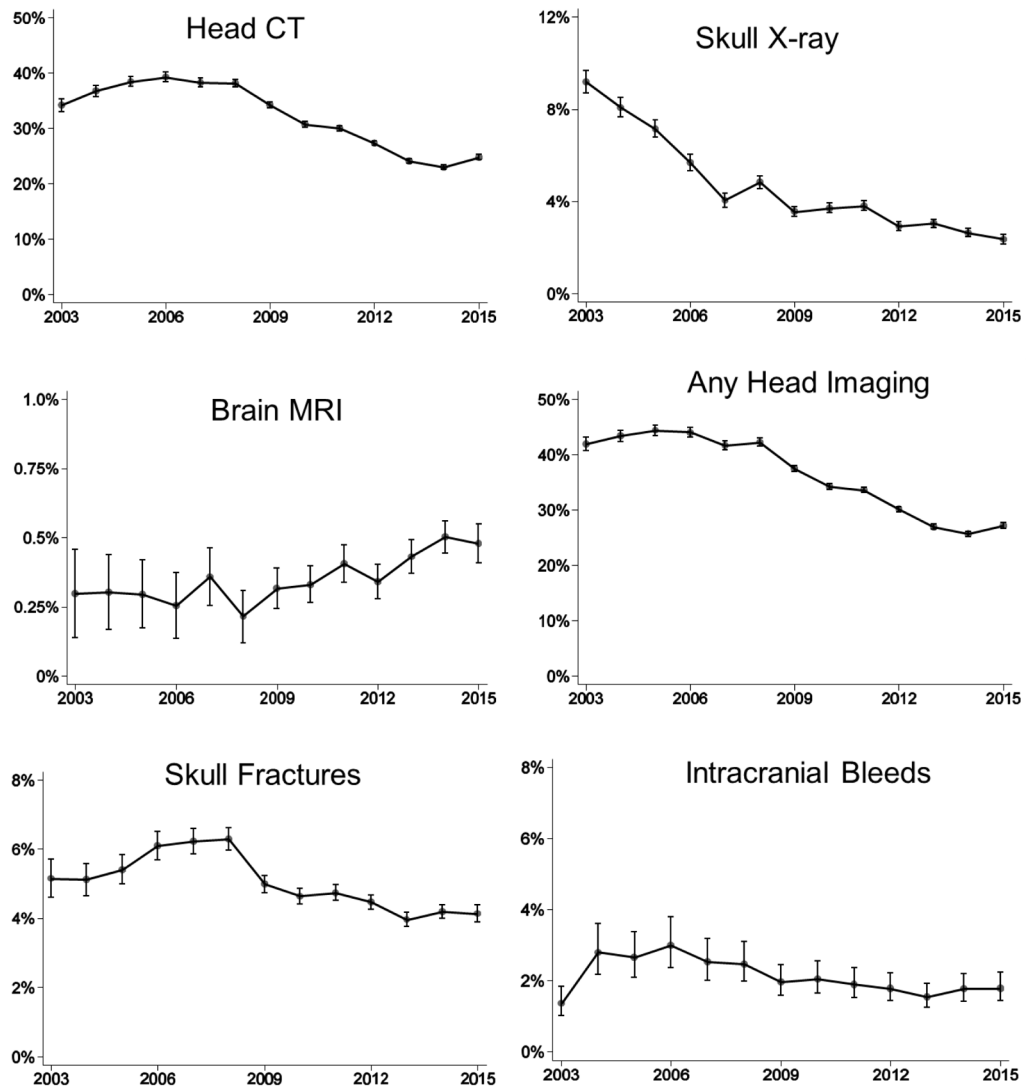 Head CT
50%
40%
30%
20%
10%
0%
2003 2006 2009 2012 2015
Skull X-ray
12%
8%
4%
0%
2003 2006 2009 2012 2015
Brain MRI
1.0%
0.75%
0.5%
0.25%
0%
2003 2006 2009 2012 2015
Any Head Imaging
50%
40%
30%
20%
10%
0%
2003 2006 2009 2012 2015
Skull Fractures
8%
6%
4%
2%
0%
2003 2006 2009 2012 2015
Intracranial Bleeds
8%
6%
4%
2%
0%
2003 2006 2009 2012 2015